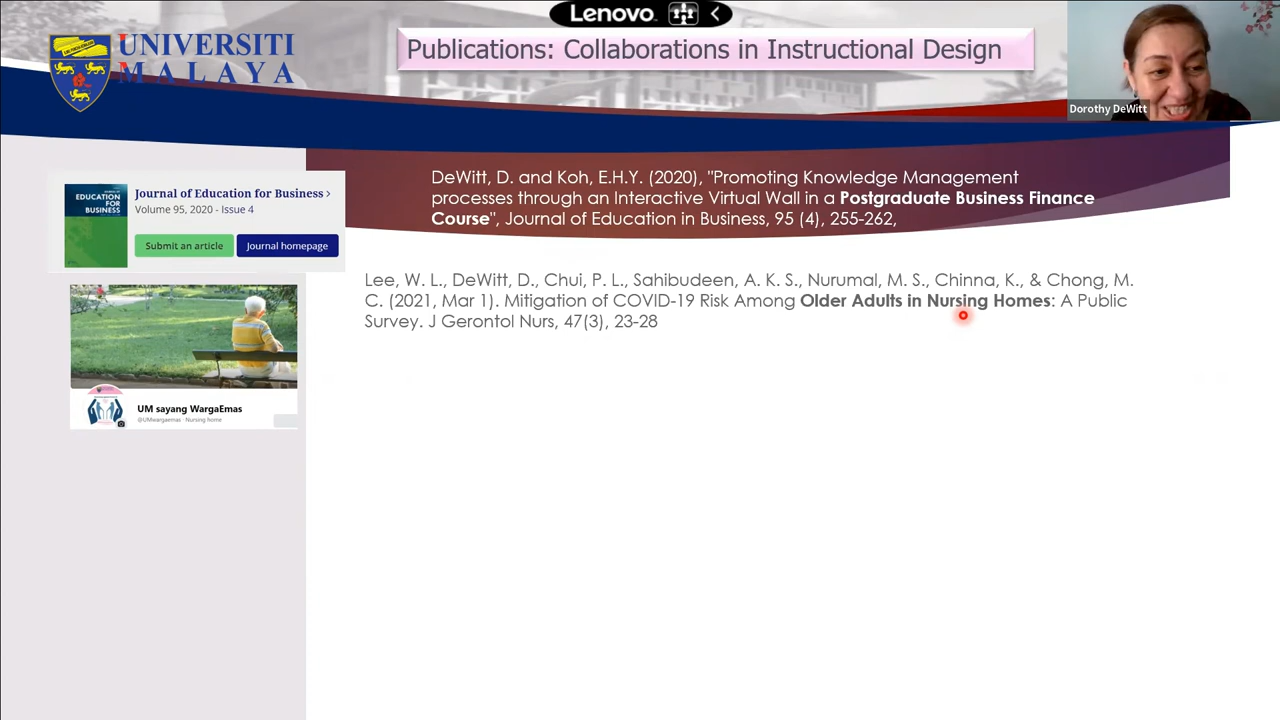 Lenovo
UNIVERSITI
MALAYA
Publications: Collaborations in Instructional Design
Dorothy DeWitt
EDUCATION
FOR
BUSINESS
Journal of Education for Business ›
Volume 95, 2020 - Issue 4
Submit an article
Journal homepage
DeWitt, D. and Koh, E.H.Y. (2020), "Promoting Knowledge Management
processes through an Interactive Virtual Wall in a Postgraduate Business Finance
Course", Journal of Education in Business, 95 (4), 255-262,
Lee, W. L., DeWitt, D., Chui, P. L., Sahibudeen, A. K. S., Nurumal, M. S., Chinna, K., & Chong, M.
C. (2021, Mar 1). Mitigation of COVID-19 Risk Among Older Adults in Nursing Homes: A Public
Survey. J Gerontol Nurs, 47(3), 23-28
UM sayang WargaEmas
@UMwargaemas · Nursing home